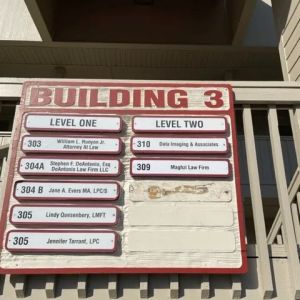 BUILDING 3
LEVEL ONE
303 William L. Runyon Jr.
Attorney At Law
304A Stephen F. DeAntonio, Esq
DeAntonio Law Firm LLC
304 B Jane A. Evers MA, LPC/S
305 Lindy Quesenbery, LMFT
305 Jennifer Tarrant, LPC
LEVEL TWO
310 Data Imaging & Associates
309 Maglui Law Firm